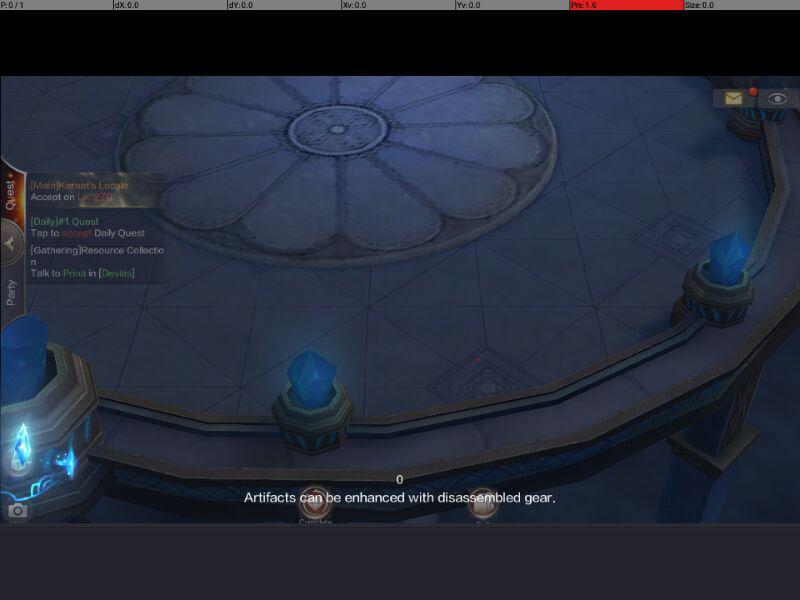 P: 0 / 1
dX: 0.0
dY: 0.0
Xv: 0.0
Yv: 0.0
Prs: 1.0
Size: 0.0
Quest
[Main]Kernet's Locale
Accept on Lv. 270
[Daily]#1 Quest
Tap to accept Daily Quest
[Gathering]Resource Collectio
n
Talk to Prina in [Devias]
Party
0
Artifacts can be enhanced with disassembled gear.
Complete